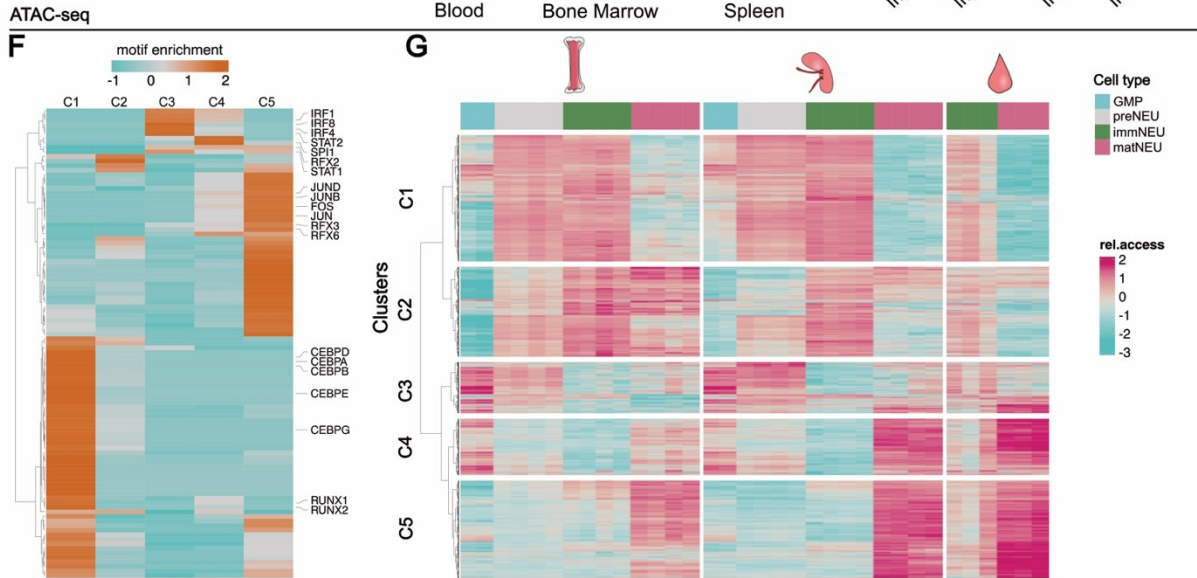 Blood Bone Marrow Spleen
ATAC-seq
F
motif enrichment
-1 0 1 2
C1 C2 C3 C4 C5
IRF1
IRF8
IRF4
STAT2
SPI1
RFX2
STAT1
JUND
JUNB
FOS
JUN
RFX3
RFX6
CEBPD
CEBPA
CEBPB
CEBPE
CEBPG
RUNX1
RUNX2
G
Clusters
C1
C2
C3
C4
C5
Cell type
GMP
preNEU
immNEU
matNEU
rel.access
2
1
0
-1
-2
-3